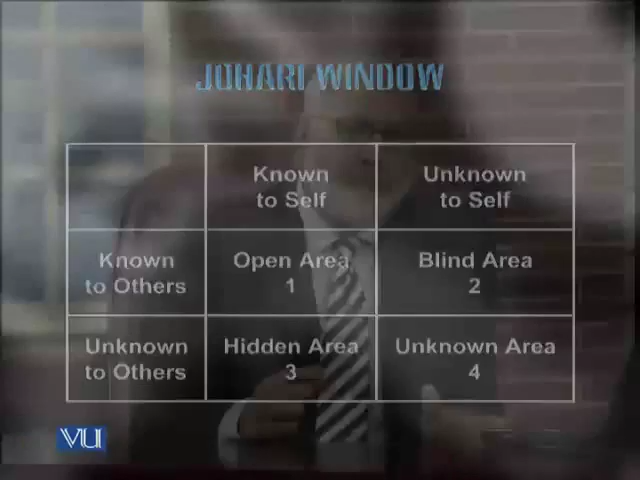 JOHARI WINDOW
Known
to Self
Unknown
to Self
Known
to Others
Open Area
1
Blind Area
2
Unknown
to Others
Hidden Area
3
Unknown Area
4
VU